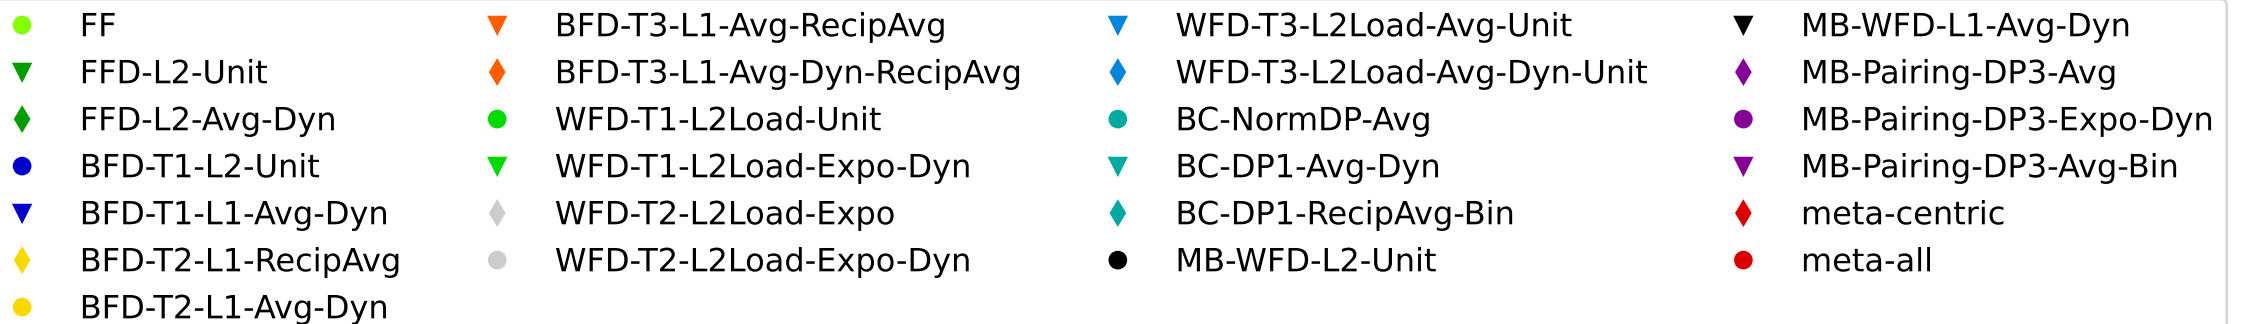 FF
FFD-L2-Unit
FFD-L2-Avg-Dyn
BFD-T1-L2-Unit
BFD-T1-L1-Avg-Dyn
BFD-T2-L1-RecipAvg
BFD-T2-L1-Avg-Dyn
BFD-T3-L1-Avg-RecipAvg
BFD-T3-L1-Avg-Dyn-RecipAvg
WFD-T1-L2Load-Unit
WFD-T1-L2Load-Expo-Dyn
WFD-T2-L2Load-Expo
WFD-T2-L2Load-Expo-Dyn
WFD-T3-L2Load-Avg-Unit
WFD-T3-L2Load-Avg-Dyn-Unit
BC-NormDP-Avg
BC-DP1-Avg-Dyn
BC-DP1-RecipAvg-Bin
MB-WFD-L2-Unit
MB-WFD-L1-Avg-Dyn
MB-Pairing-DP3-Avg
MB-Pairing-DP3-Expo-Dyn
MB-Pairing-DP3-Avg-Bin
meta-centric
meta-all